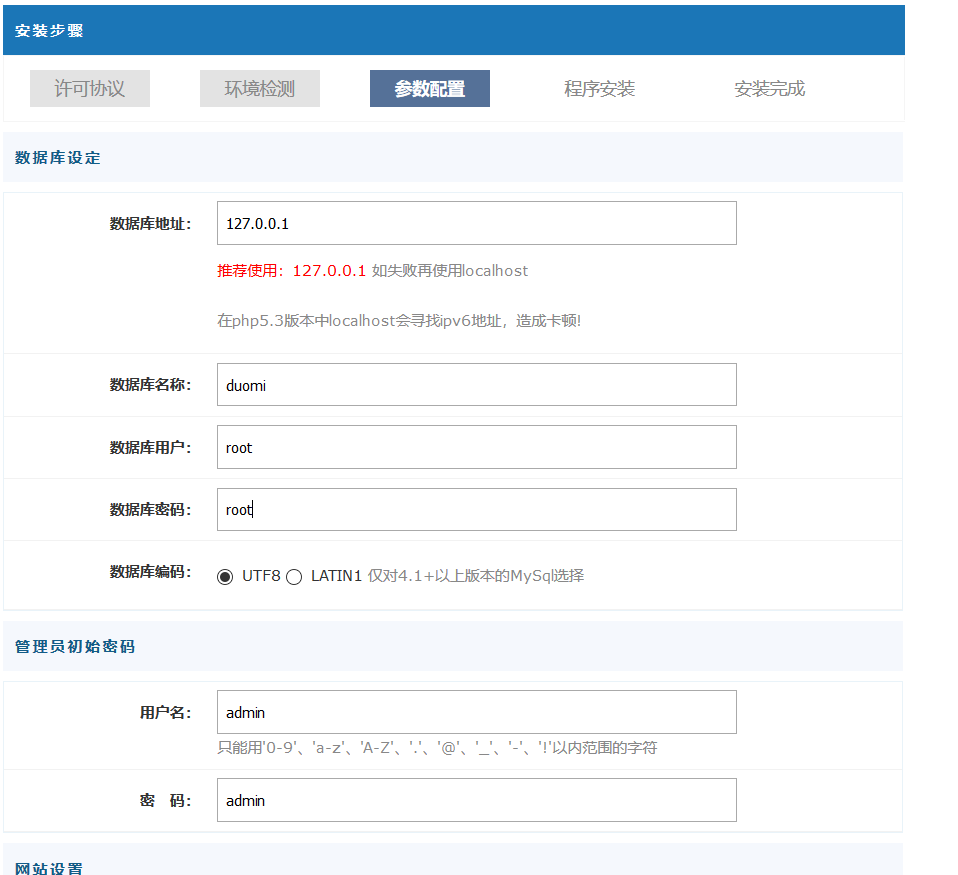 安装步骤
许可协议 环境检测 参数配置 程序安装 安装完成
数据库设定
数据库地址： 127.0.0.1
推荐使用：127.0.0.1 如失败再使用localhost
在php5.3版本中localhost会寻找ipv6地址，造成卡顿!
数据库名称： duomi
数据库用户： root
数据库密码： root
数据库编码： UTF8 LATIN1 仅对4.1+以上版本的MySql选择
管理员初始密码
用户名： admin
只能用'0-9'、'a-z'、'A-Z'、'.'、'@'、'_'、'-'、'!'以内范围的字符
密 码： admin
网站设置